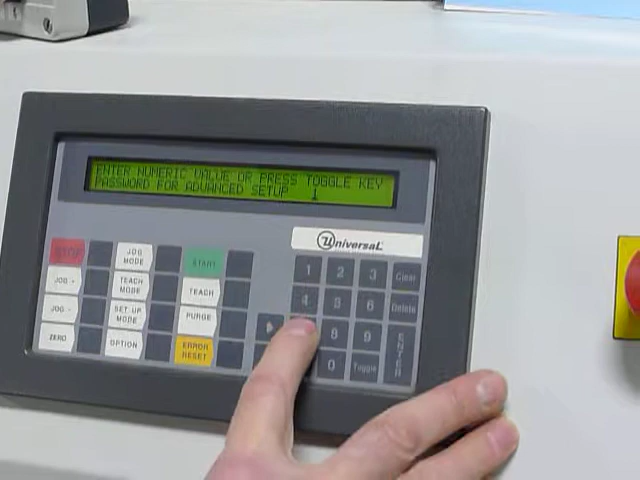 ENTER NUMERIC VALUE OR PRESS TOGGLE KEY
PASSWORD FOR ADVANCED SETUP 1
UNIVERSAL
STOP
JOG MODE
START
1 2 3 Clear
JOG +
TEACH MODE
TEACH
4 5 6 Delete
JOG -
SET UP MODE
PURGE
8 9 ENTER
ZERO
OPTION
ERROR RESET
0 Toggle